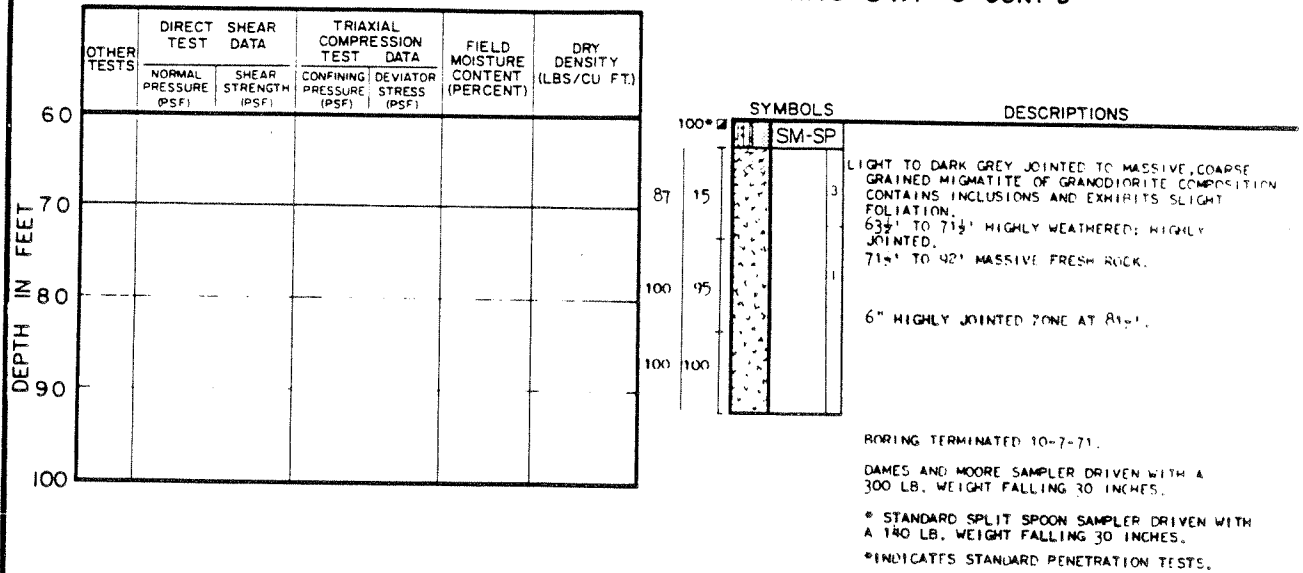 CONT'D
OTHER TESTS
DIRECT SHEAR TEST DATA
NORMAL PRESSURE (PSF)
SHEAR STRENGTH (PSF)
TRIAXIAL COMPRESSION TEST DATA
CONFINING PRESSURE (PSF)
DEVIATOR STRESS (PSF)
FIELD MOISTURE CONTENT (PERCENT)
DRY DENSITY (LBS/CU FT.)
DEPTH IN FEET
60
70
80
90
100
SYMBOLS
DESCRIPTIONS
100*
SM-SP
87 15 3
100 95 1
100 100
LIGHT TO DARK GREY, JOINTED TO MASSIVE, COARSE
GRAINED MIGMATITE OF GRANODIORITE COMPOSITION
CONTAINS INCLUSIONS AND EXHIBITS SLIGHT
FOLIATION.
63½' TO 71½' HIGHLY WEATHERED; HIGHLY
JOINTED.
71½' TO 92' MASSIVE FRESH ROCK.
6" HIGHLY JOINTED ZONE AT 81½'.
BORING TERMINATED 10-7-71.
DAMES AND MOORE SAMPLER DRIVEN WITH A
300 LB. WEIGHT FALLING 30 INCHES.
* STANDARD SPLIT SPOON SAMPLER DRIVEN WITH
A 140 LB. WEIGHT FALLING 30 INCHES.
*INDICATES STANDARD PENETRATION TESTS.